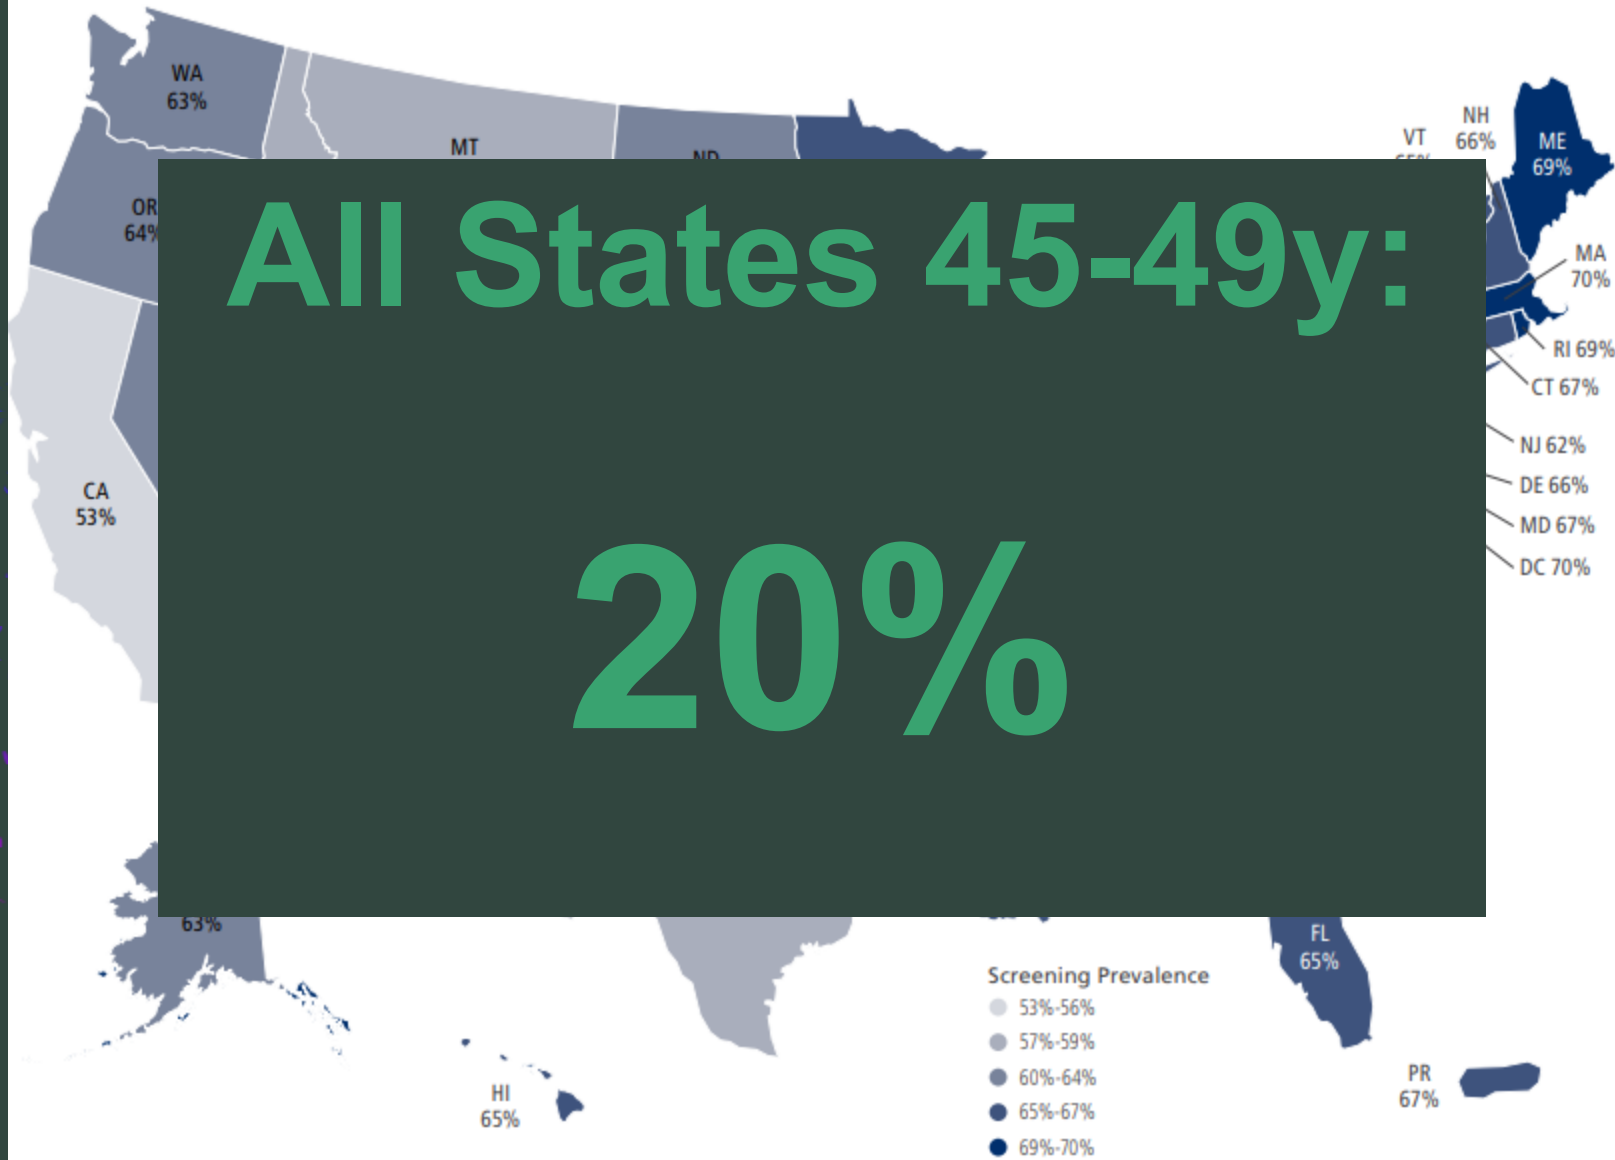 WA
63%
MT
ND
NH
66%
VT
65%
ME
69%
OR
64%
All States 45-49y:
20%
MA
70%
RI 69%
CT 67%
NJ 62%
DE 66%
MD 67%
DC 70%
CA
53%
63%
FL
65%
HI
65%
PR
67%
Screening Prevalence
53%-56%
57%-59%
60%-64%
65%-67%
69%-70%